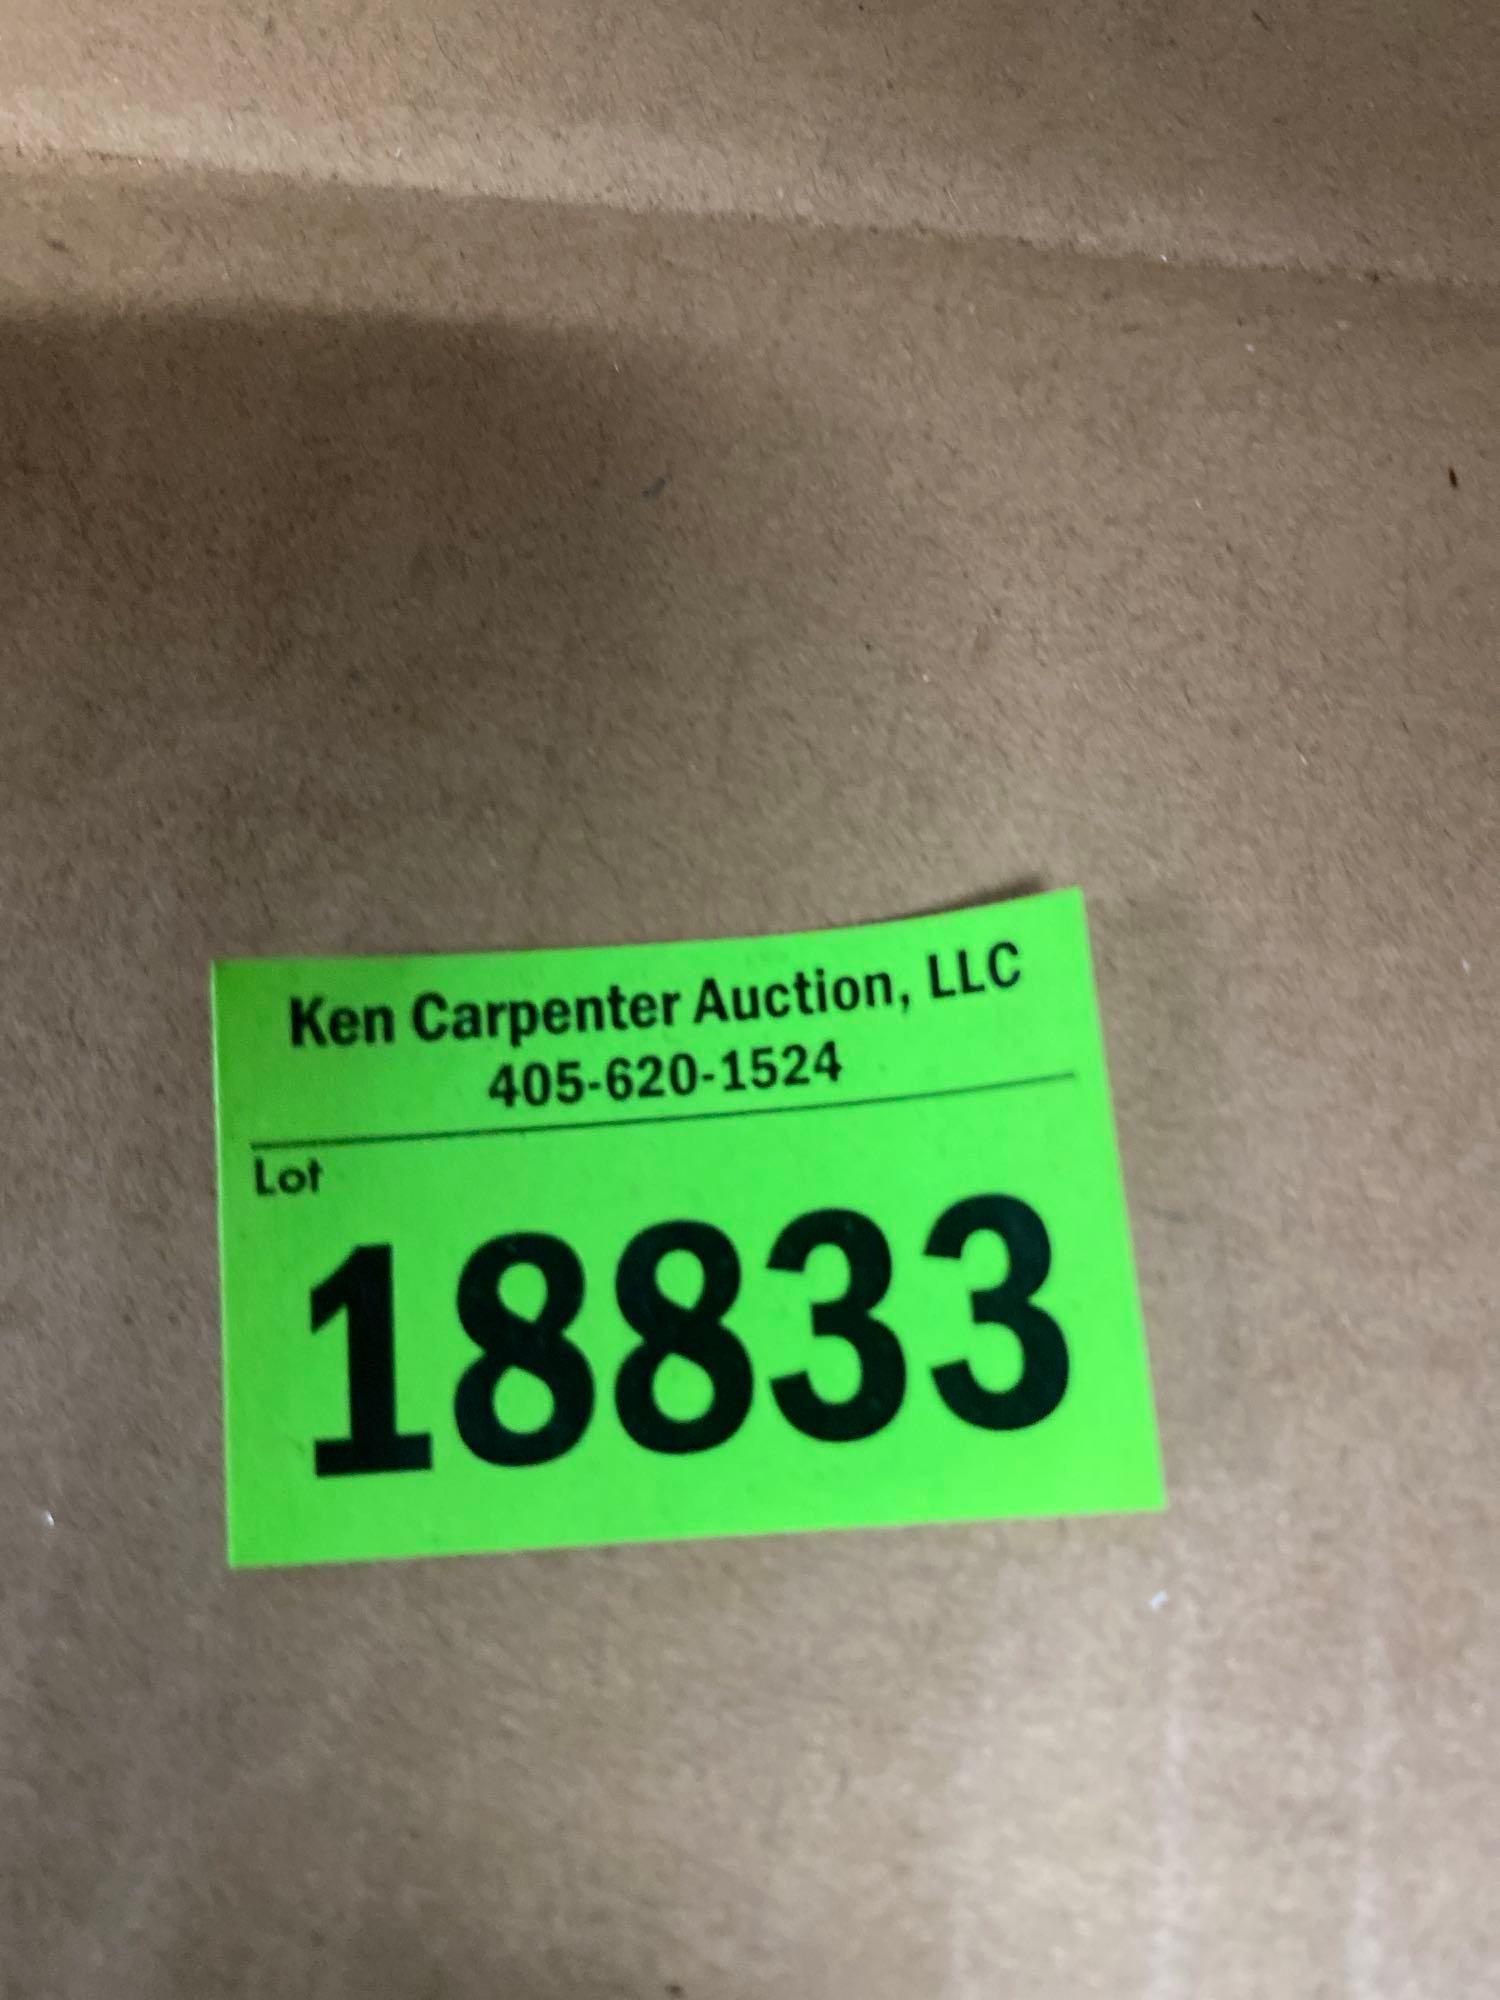 Ken Carpenter Auction, LLC
405-620-1524
Lot
18833